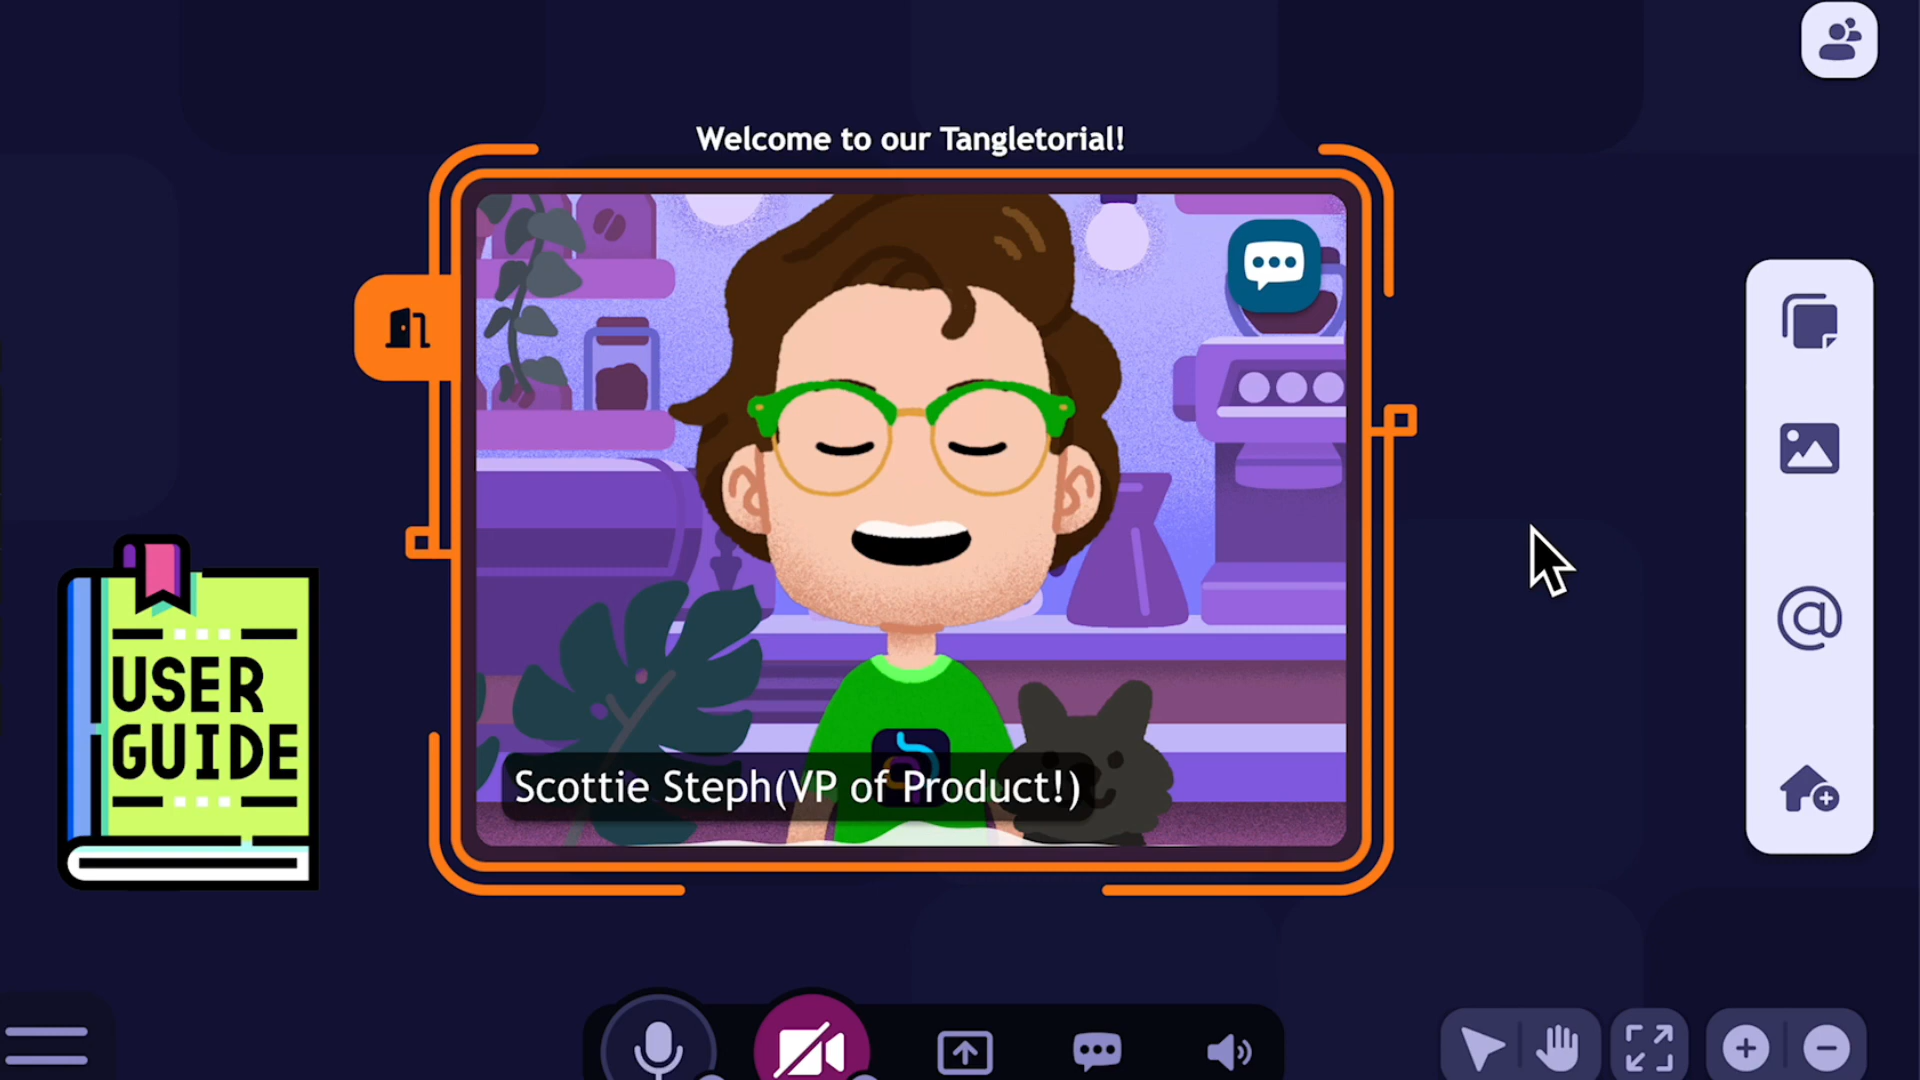 Welcome to our Tangletorial!
USER
GUIDE
Scottie Steph(VP of Product!)